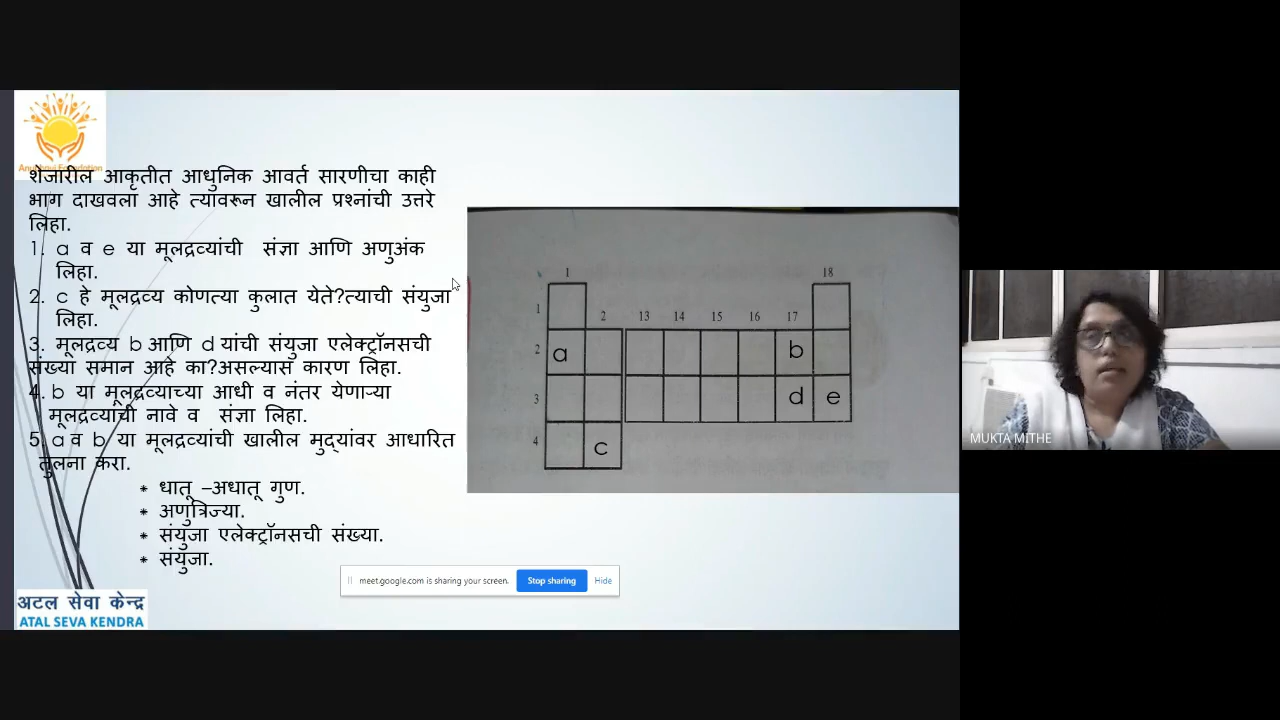 शेजारील आकृतीत आधुनिक आवर्त सारणीचा काही
भाग दाखवला आहे त्यावरून खालील प्रश्नांची उत्तरे
लिहा.
1. a व e या मूलद्रव्यांची संज्ञा आणि अणुअंक
लिहा.
2. c हे मूलद्रव्य कोणत्या कुलात येते?त्याची संयुजा
लिहा.
3. मूलद्रव्य b आणि d यांची संयुजा एलेक्ट्रॉनसची
संख्या समान आहे का?असल्यास कारण लिहा.
4. b या मूलद्रव्याच्या आधी व नंतर येणाऱ्या
मूलद्रव्यांची नावे व संज्ञा लिहा.
5. a व b या मूलद्रव्यांची खालील मुद्यांवर आधारित
तुलना करा.
* धातू –अधातू गुण.
* अणुत्रिज्या.
* संयुजा एलेक्ट्रॉनसची संख्या.
* संयुजा.
1 18
1
2 13 14 15 16 17
2 a b
3 d e
4 c
meet.google.com is sharing your screen. Stop sharing Hide
अटल सेवा केन्द्र
ATAL SEVA KENDRA
MUKTA MITHE